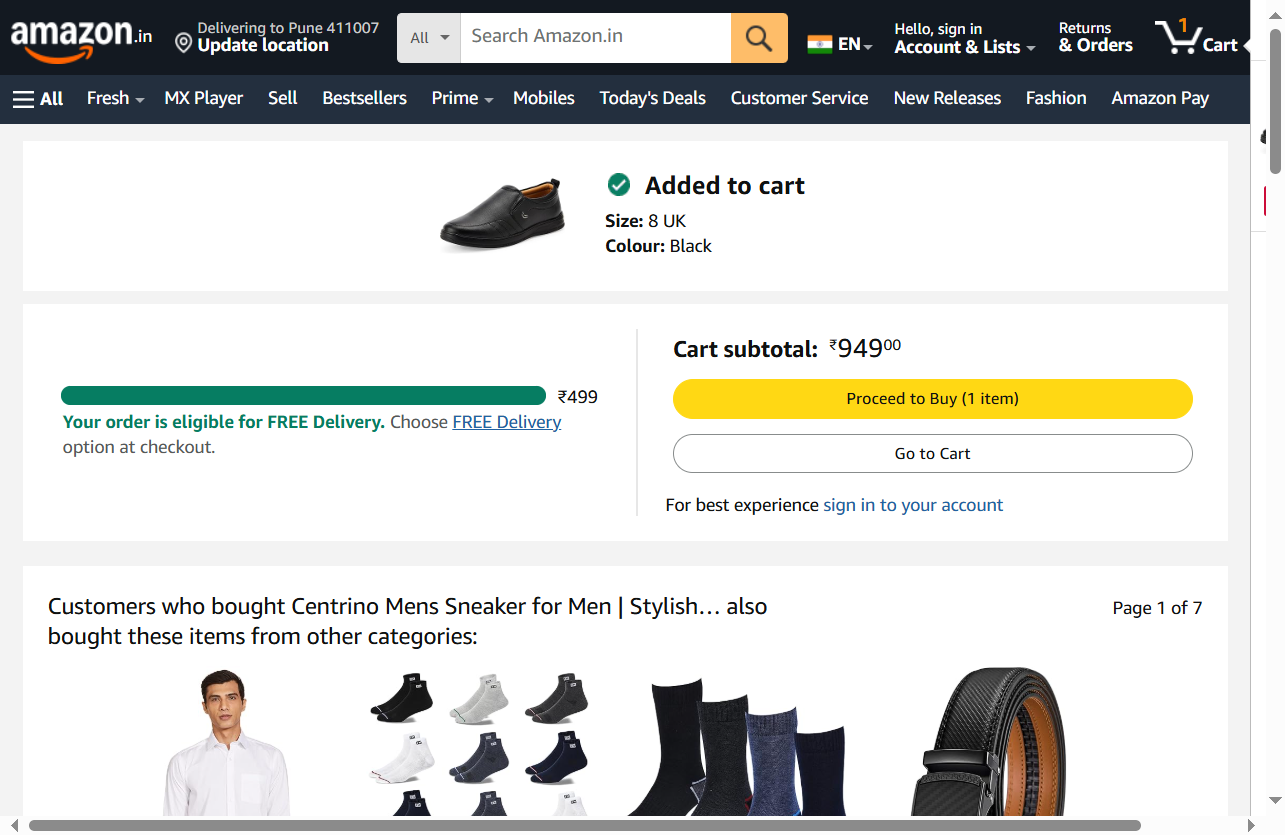 amazon.in
Delivering to Pune 411007
Update location
All
Search Amazon.in
EN
Hello, sign in
Account & Lists
Returns
& Orders
1
Cart
All
Fresh
MX Player
Sell
Bestsellers
Prime
Mobiles
Today's Deals
Customer Service
New Releases
Fashion
Amazon Pay
Added to cart
Size: 8 UK
Colour: Black
₹499
Your order is eligible for FREE Delivery. Choose FREE Delivery
option at checkout.
Cart subtotal: ₹94900
Proceed to Buy (1 item)
Go to Cart
For best experience sign in to your account
Customers who bought Centrino Mens Sneaker for Men | Stylish… also
bought these items from other categories:
Page 1 of 7